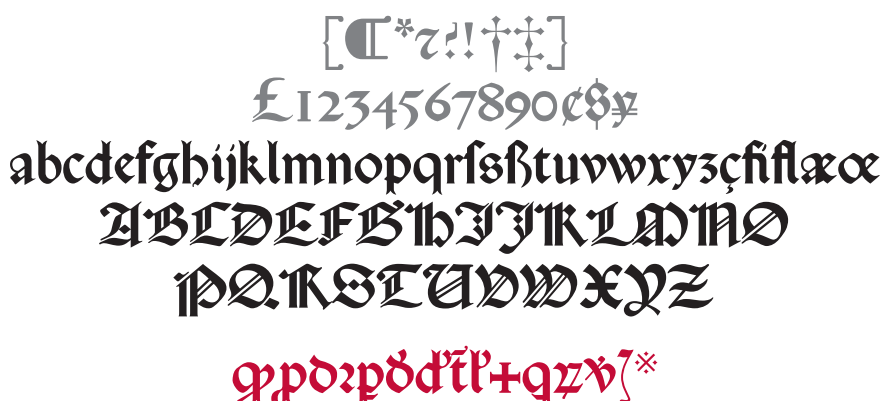 [¶*⁊?!†‡]
£1234567890¢$¥
abcdefghijklmnopqrſsßtuvwxyzçfiflæœ
ABCDEFGHIJKLMNO
PQRSTUVWXYZ